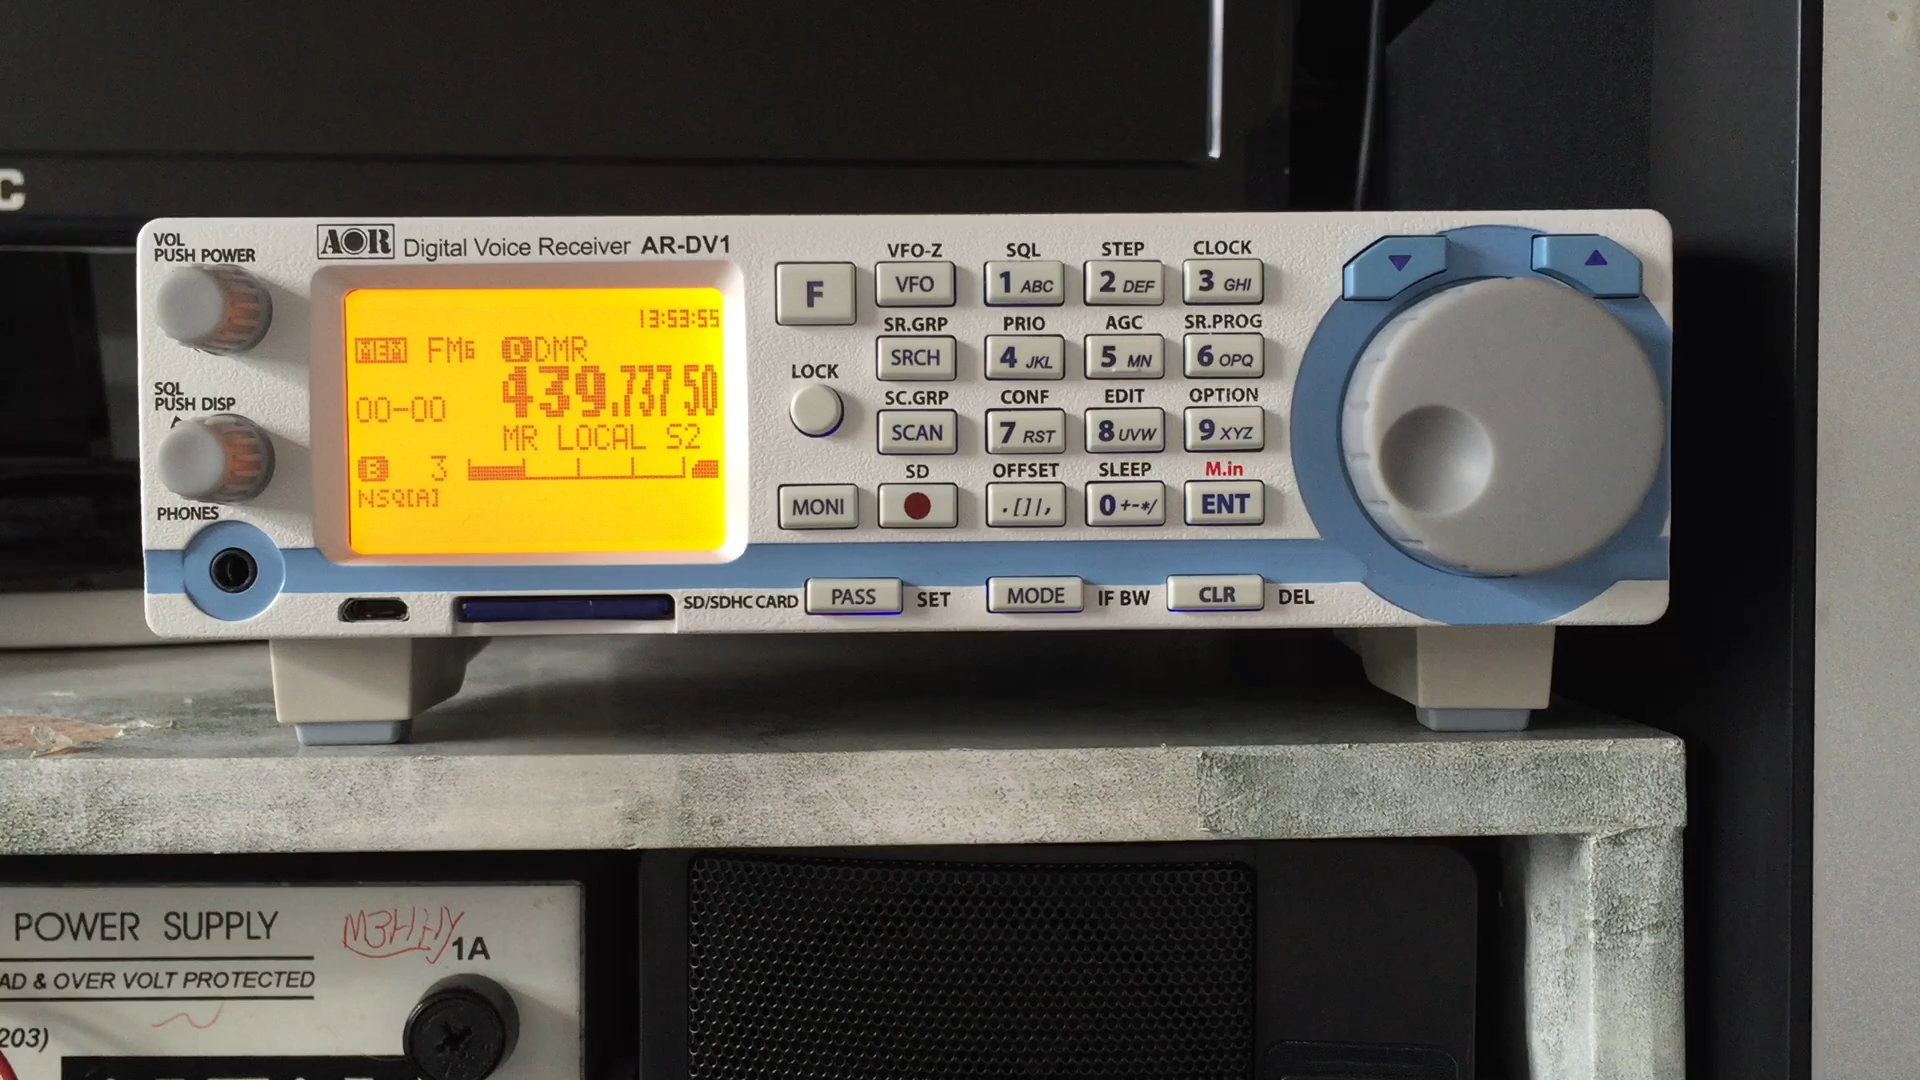 C
VOL
PUSH POWER
AOR Digital Voice Receiver AR-DV1
13:53:55
MEM FM6 DMR
439.737 50
00-00
MR LOCAL S2
B 3
NSQ[A]
SQL
PUSH DISP
PHONES
F
LOCK
MONI
VFO-Z SQL STEP CLOCK
VFO 1 ABC 2 DEF 3 GHI
SR.GRP PRIO AGC SR.PROG
SRCH 4 JKL 5 MN 6 OPQ
SC.GRP CONF EDIT OPTION
SCAN 7 RST 8 UVW 9 XYZ
SD OFFSET SLEEP M.in
. [] | , 0 +-*/ ENT
▼ ▲
SD/SDHC CARD PASS SET MODE IF BW CLR DEL
POWER SUPPLY
M3HHY
1A
AD & OVER VOLT PROTECTED
203)